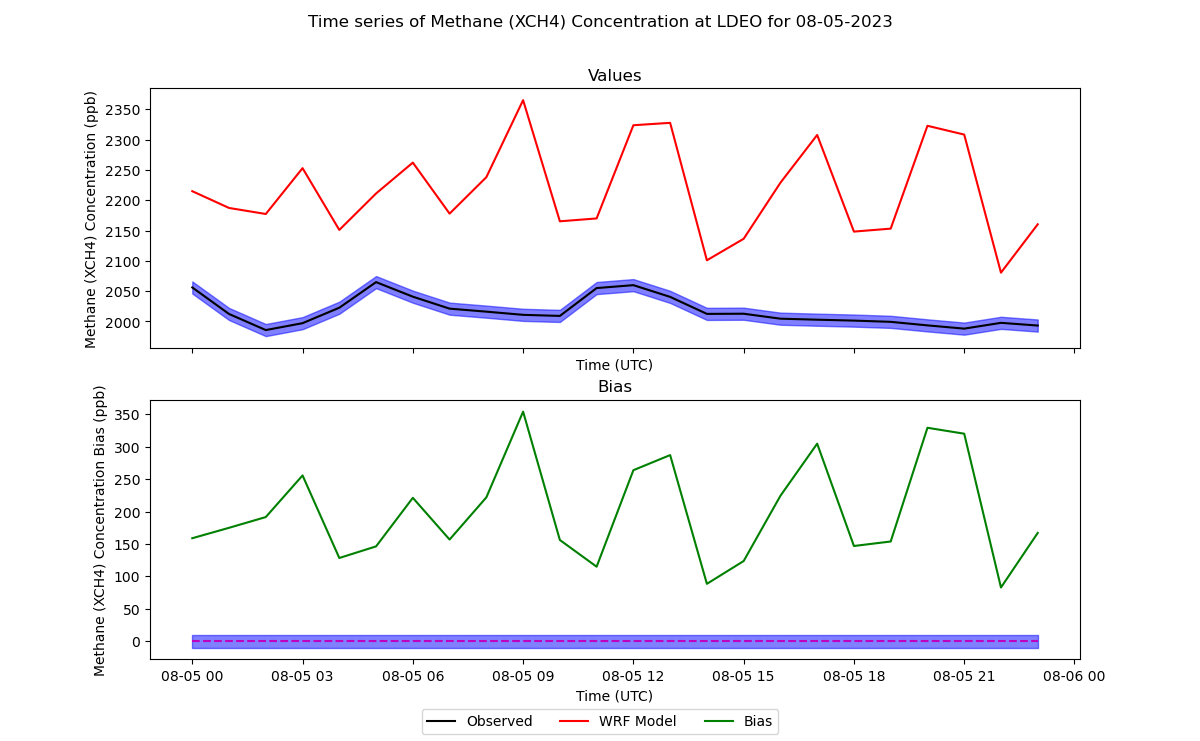 Time series of Methane (XCH4) Concentration at LDEO for 08-05-2023
Values
Methane (XCH4) Concentration (ppb)
2350
2300
2250
2200
2150
2100
2050
2000
Time (UTC)
Bias
Methane (XCH4) Concentration Bias (ppb)
350
300
250
200
150
100
50
0
08-05 00 08-05 03 08-05 06 08-05 09 08-05 12 08-05 15 08-05 18 08-05 21 08-06 00
Time (UTC)
Observed WRF Model Bias